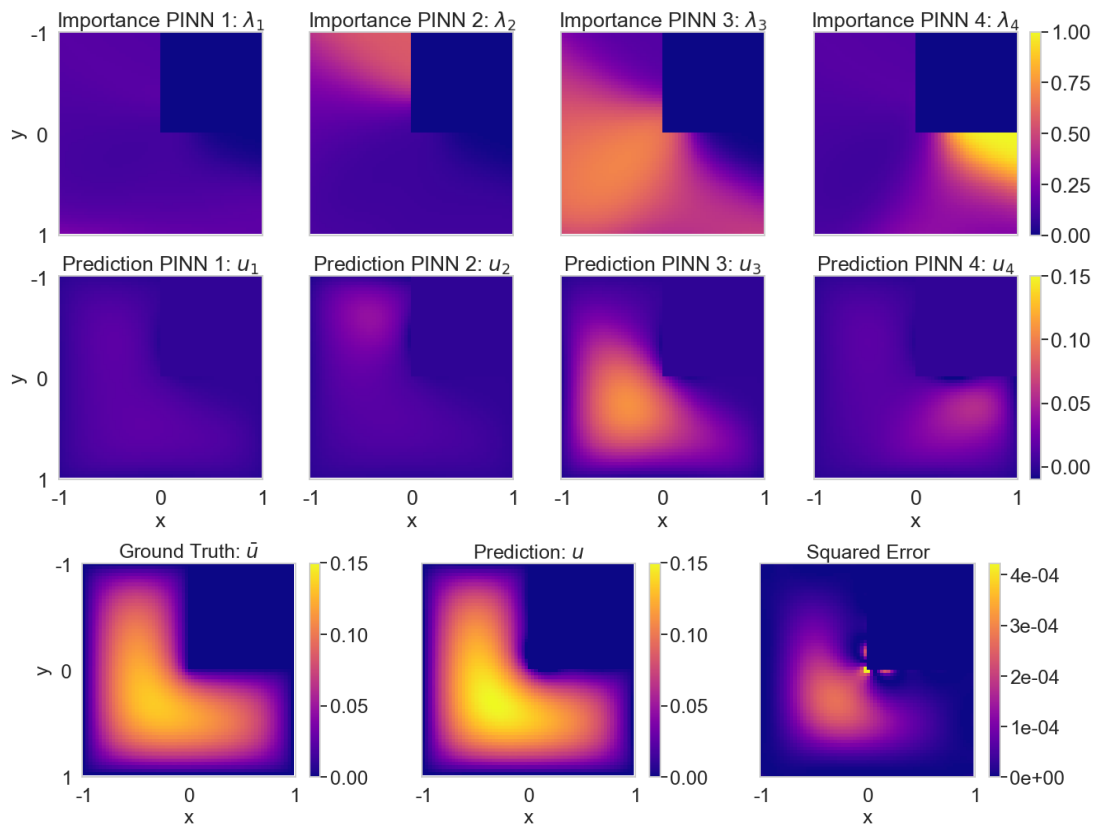 Importance PINN 1: λ₁ Importance PINN 2: λ₂ Importance PINN 3: λ₃ Importance PINN 4: λ₄
-1 1.00
0.75
y 0 0.50
0.25
1 0.00
Prediction PINN 1: u₁ Prediction PINN 2: u₂ Prediction PINN 3: u₃ Prediction PINN 4: u₄
-1 0.15
0.10
y 0 0.05
0.00
1
-1 0 1 -1 0 1 -1 0 1 -1 0 1
x x x x
Ground Truth: ū Prediction: u Squared Error
-1 0.15 0.15 4e-04
0.10 0.10 3e-04
y 0 2e-04
0.05 0.05 1e-04
1 0.00 0.00 0e+00
-1 0 1 -1 0 1 -1 0 1
x x x